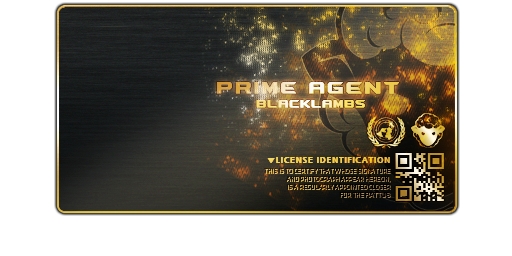 PRIME AGENT
BLACKLAMBS
▼LICENSE IDENTIFICATION
THIS IS TO CERTIFY THAT WHOSE SIGNATURE
AND PHOTOGRAPH APPEAR HEREON,
IS A REGULARLY APPOINTED CLOSER
FOR THE